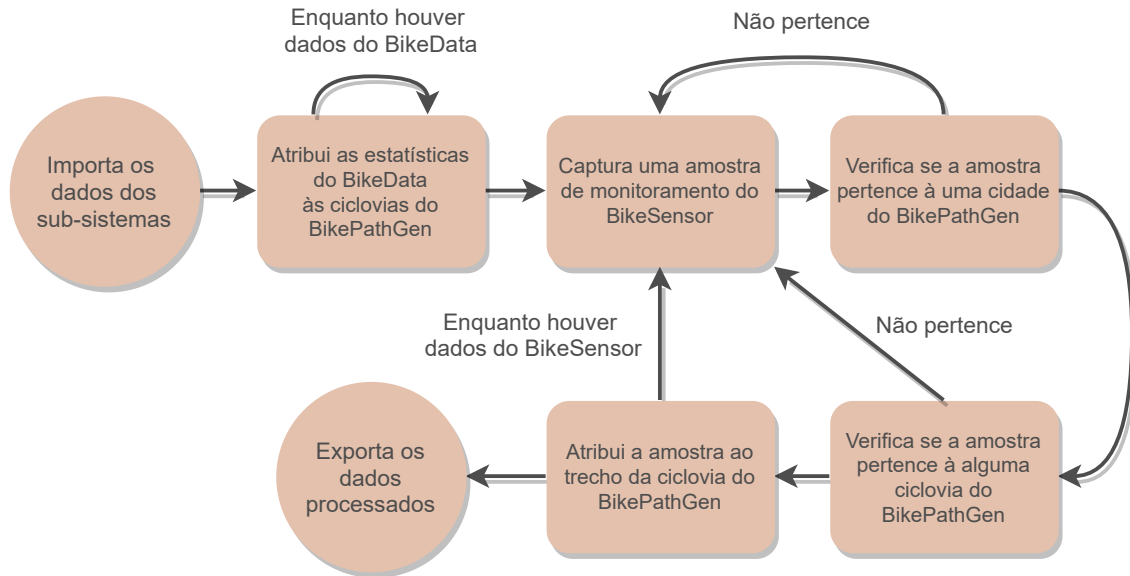 Enquanto houver
dados do BikeData
Não pertence
Importa os
dados dos
sub-sistemas
Atribui as estatísticas
do BikeData
às ciclovias do
BikePathGen
Captura uma amostra
de monitoramento do
BikeSensor
Verifica se a amostra
pertence à uma cidade
do BikePathGen
Enquanto houver
dados do BikeSensor
Não pertence
Exporta os
dados
processados
Atribui a amostra ao
trecho da ciclovia do
BikePathGen
Verifica se a amostra
pertence à alguma
ciclovia do
BikePathGen